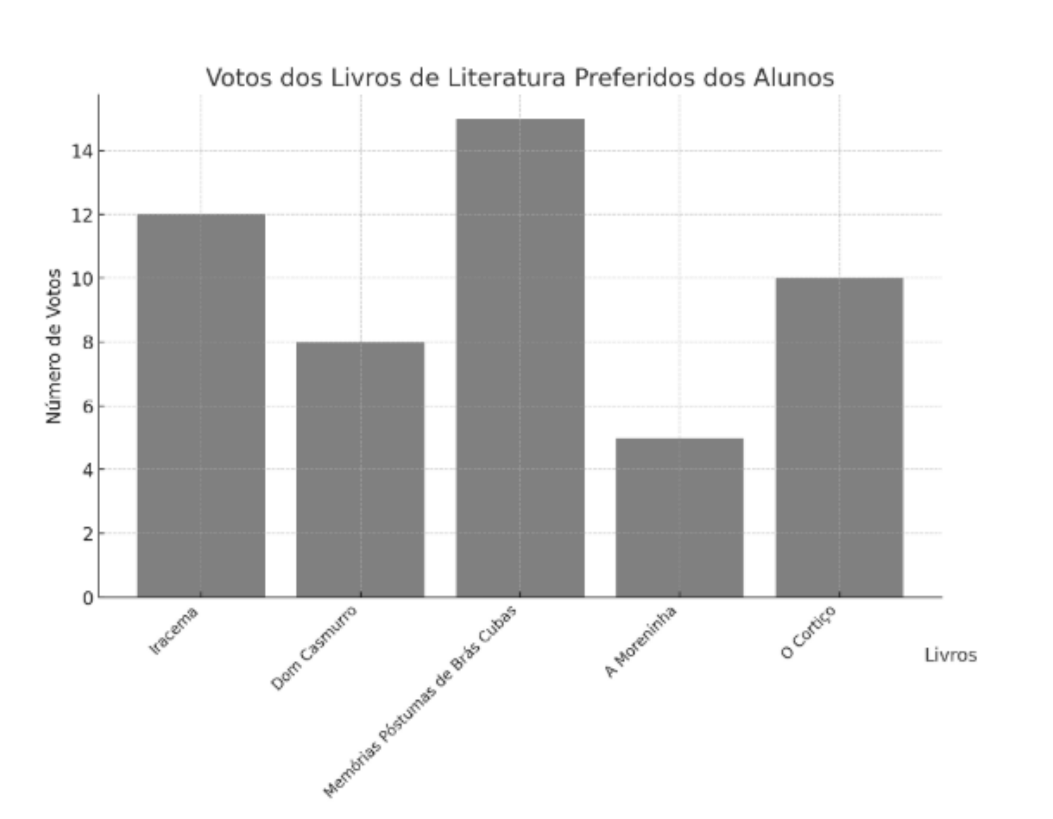 Votos dos Livros de Literatura Preferidos dos Alunos
Número de Votos
14
12
10
8
6
4
2
0
Iracema
Dom Casmurro
Memórias Póstumas de Brás Cubas
A Moreninha
O Cortiço
Livros